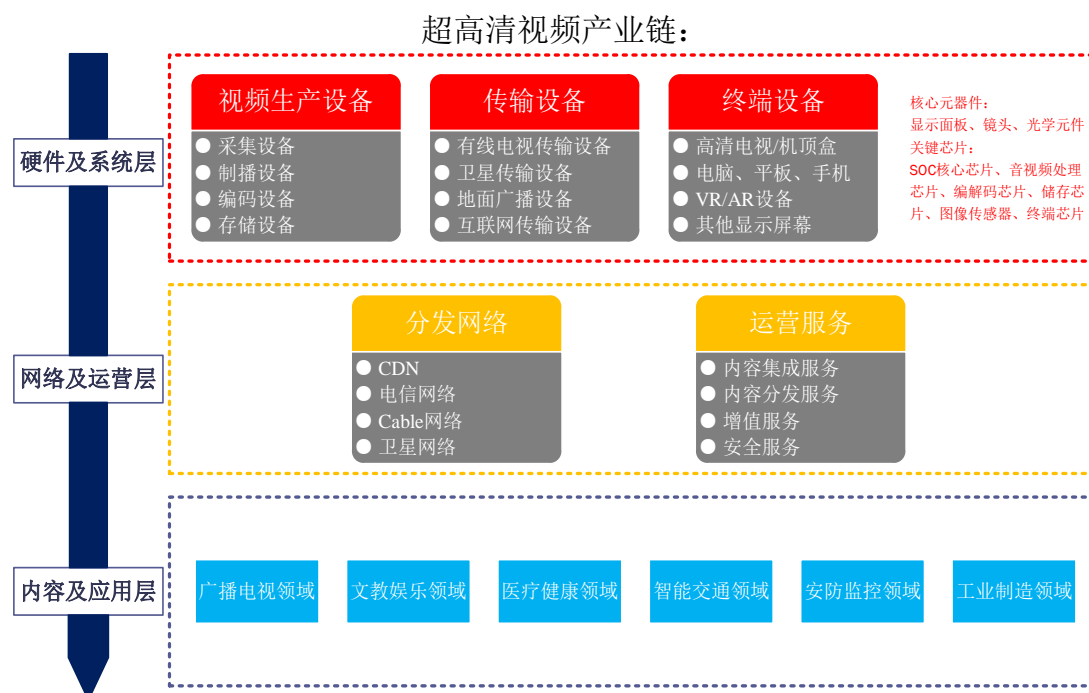 超高清视频产业链：
硬件及系统层
视频生产设备
采集设备
制播设备
编码设备
存储设备
传输设备
有线电视传输设备
卫星传输设备
地面广播设备
互联网传输设备
终端设备
高清电视/机顶盒
电脑、平板、手机
VR/AR设备
其他显示屏幕
核心元器件：
显示面板、镜头、光学元件
关键芯片：
SOC核心芯片、音视频处理
芯片、编解码芯片、储存芯
片、图像传感器、终端芯片
网络及运营层
分发网络
CDN
电信网络
Cable网络
卫星网络
运营服务
内容集成服务
内容分发服务
增值服务
安全服务
内容及应用层
广播电视领域
文教娱乐领域
医疗健康领域
智能交通领域
安防监控领域
工业制造领域